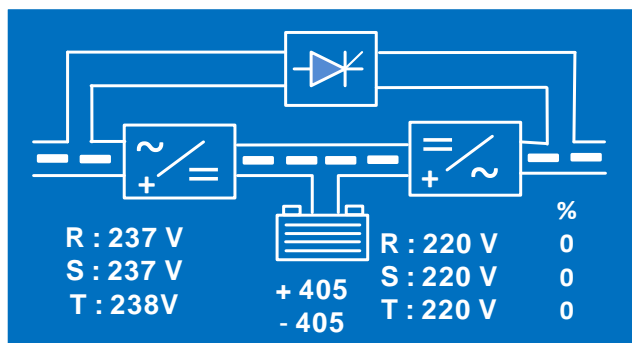 %
R : 237 V
S : 237 V
T : 238V
+ 405
- 405
R : 220 V 0
S : 220 V 0
T : 220 V 0